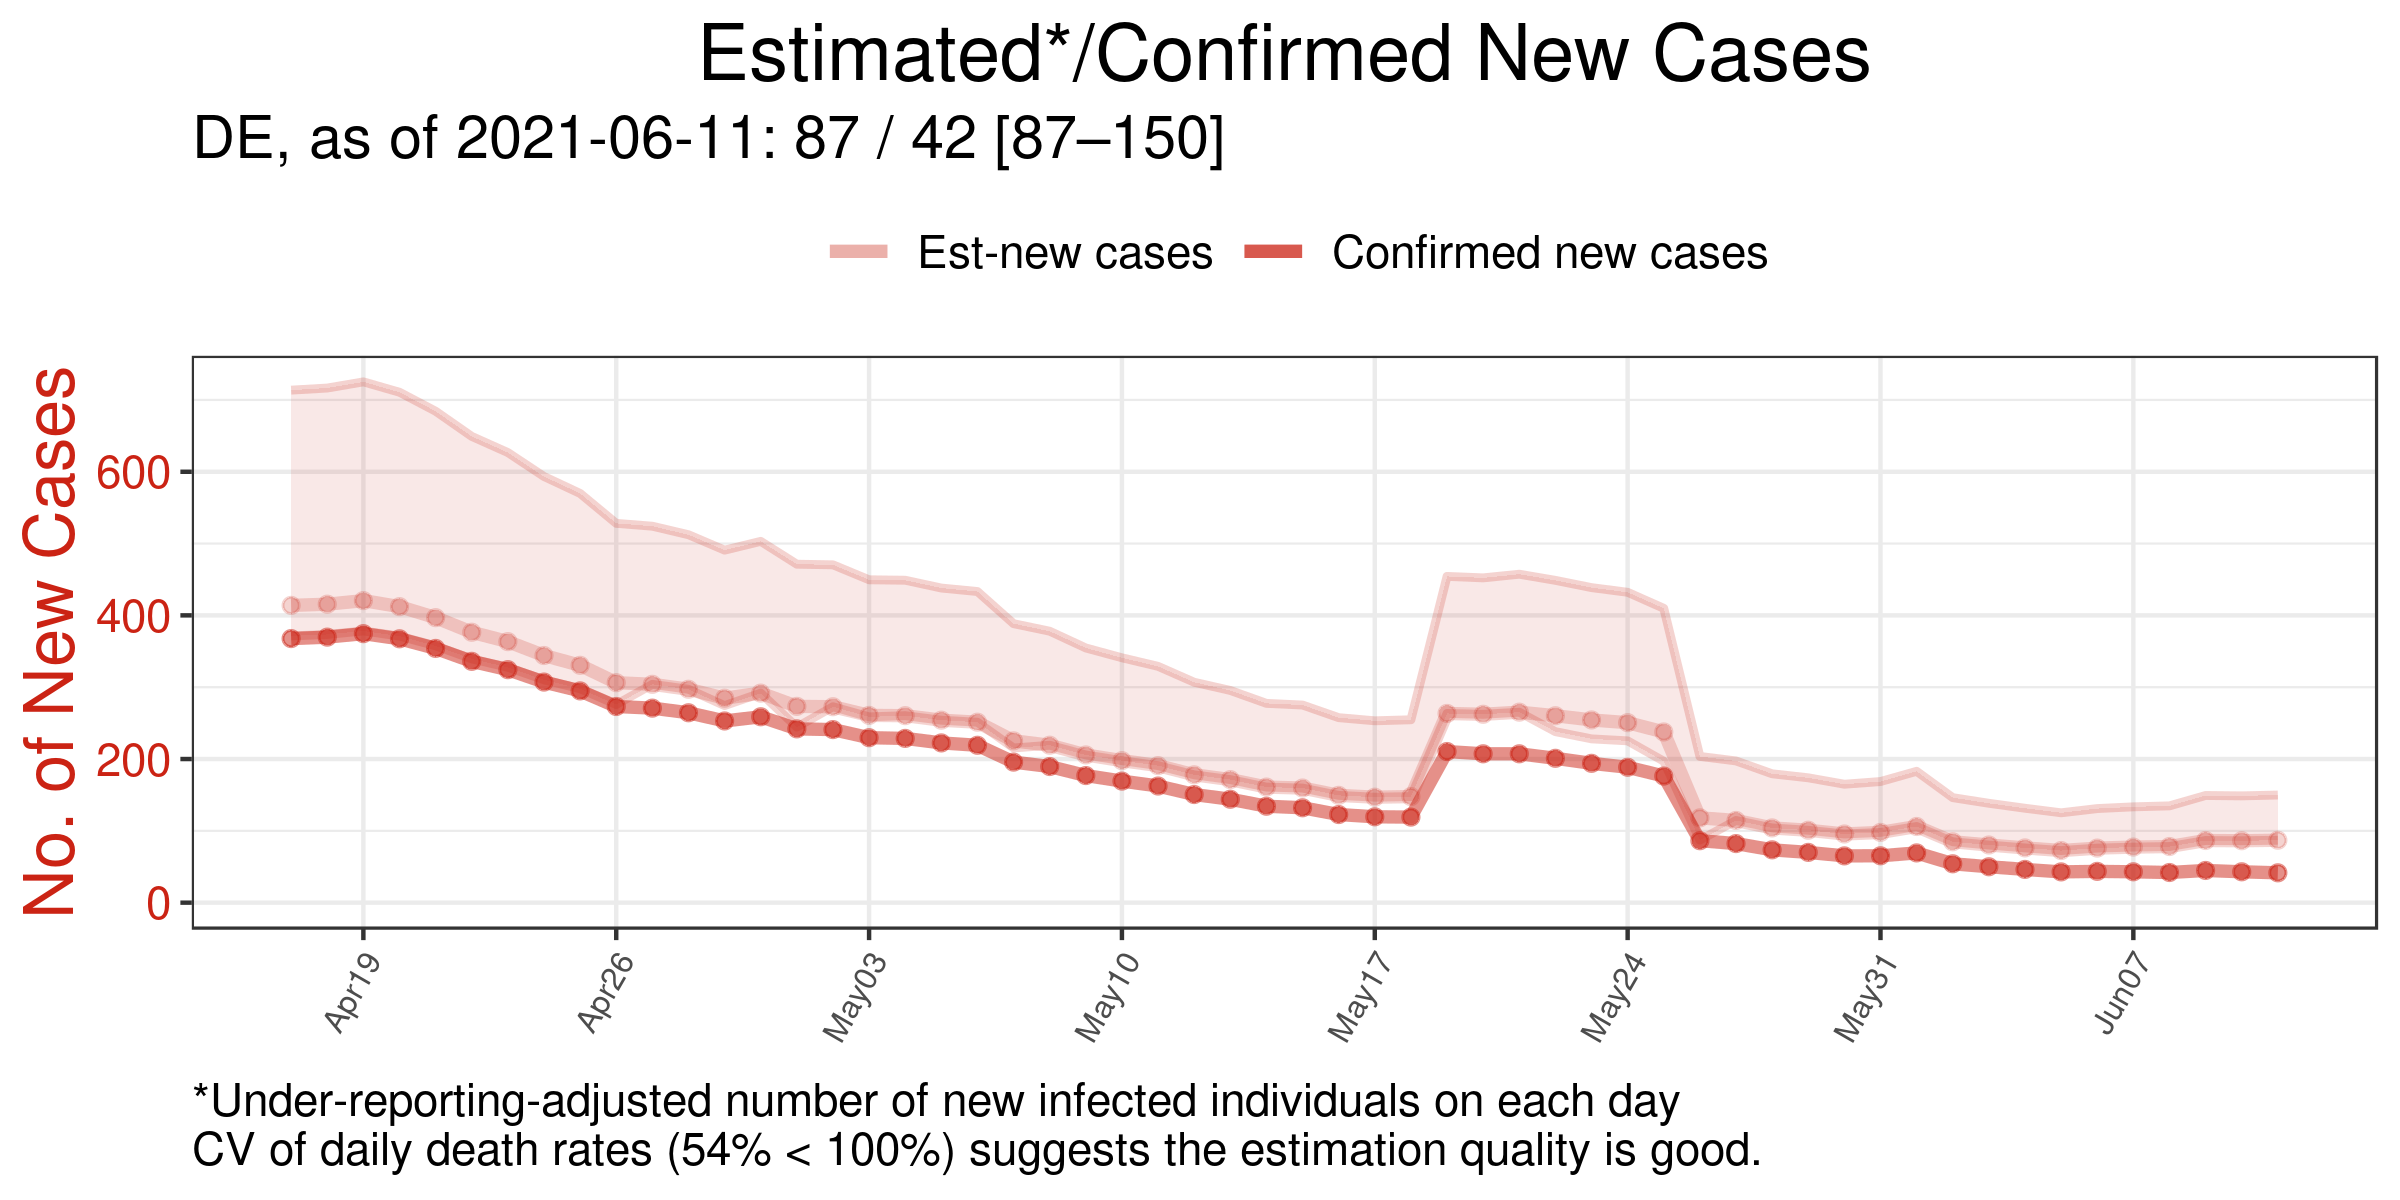 Estimated*/Confirmed New Cases
DE, as of 2021-06-11: 87 / 42 [87–150]
Est-new cases
Confirmed new cases
No. of New Cases
600
400
200
0
Apr19
Apr26
May03
May10
May17
May24
May31
Jun07
*Under-reporting-adjusted number of new infected individuals on each day
CV of daily death rates (54% < 100%) suggests the estimation quality is good.